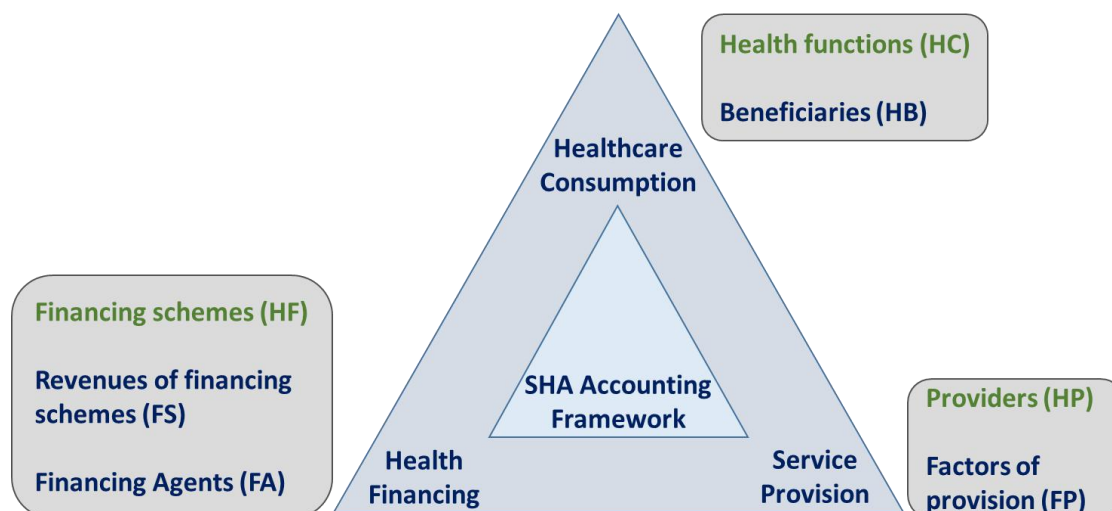 Health functions (HC)
Beneficiaries (HB)
Healthcare
Consumption
Financing schemes (HF)
Revenues of financing
schemes (FS)
Financing Agents (FA)
SHA Accounting
Framework
Health
Financing
Service
Provision
Providers (HP)
Factors of
provision (FP)